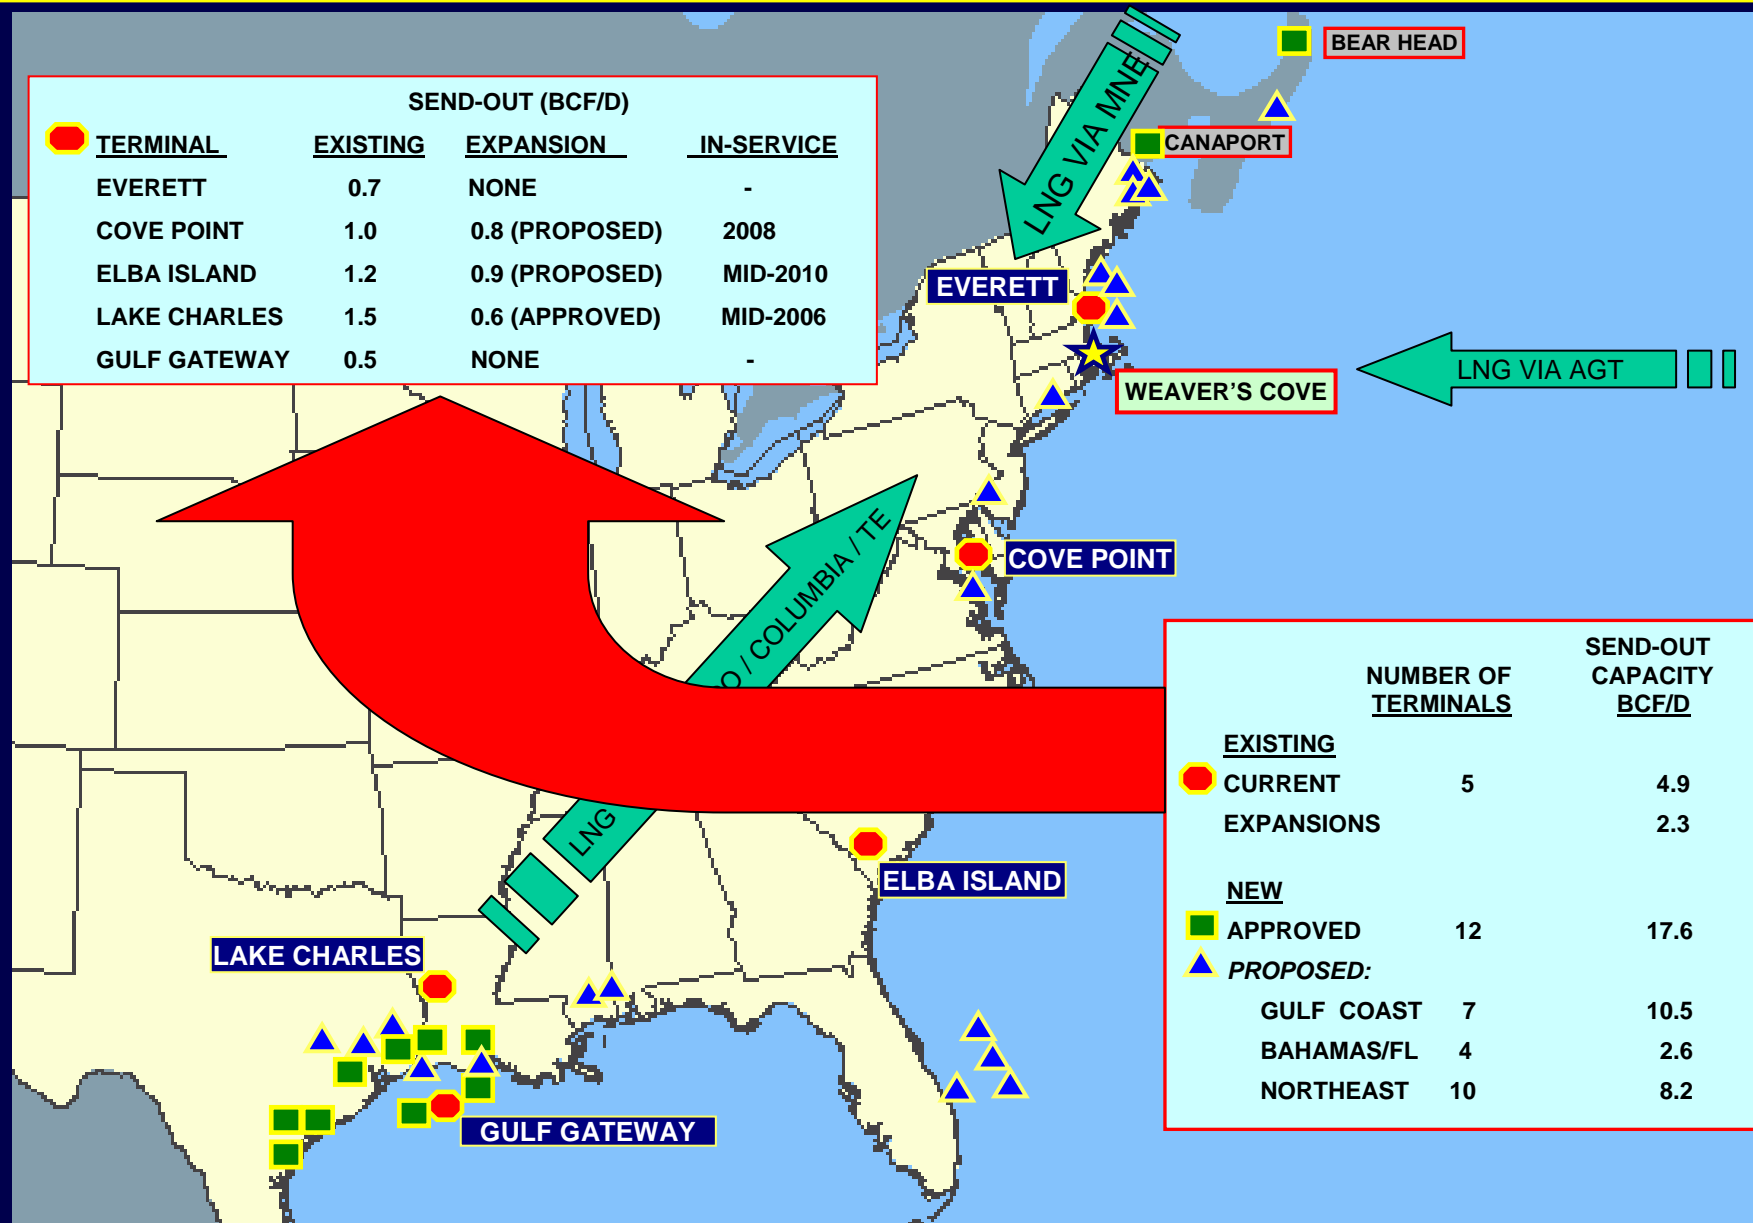 BEAR HEAD
SEND-OUT (BCF/D)
TERMINAL EXISTING EXPANSION IN-SERVICE
EVERETT 0.7 NONE -
COVE POINT 1.0 0.8 (PROPOSED) 2008
ELBA ISLAND 1.2 0.9 (PROPOSED) MID-2010
LAKE CHARLES 1.5 0.6 (APPROVED) MID-2006
GULF GATEWAY 0.5 NONE -
LNG VIA MNE
CANAPORT
EVERETT
LNG VIA AGT
WEAVER'S COVE
COVE POINT
LNG
O / COLUMBIA / TE
ELBA ISLAND
LAKE CHARLES
GULF GATEWAY
NUMBER OF TERMINALS
SEND-OUT CAPACITY BCF/D
EXISTING
CURRENT 5 4.9
EXPANSIONS 2.3
NEW
APPROVED 12 17.6
PROPOSED:
GULF COAST 7 10.5
BAHAMAS/FL 4 2.6
NORTHEAST 10 8.2